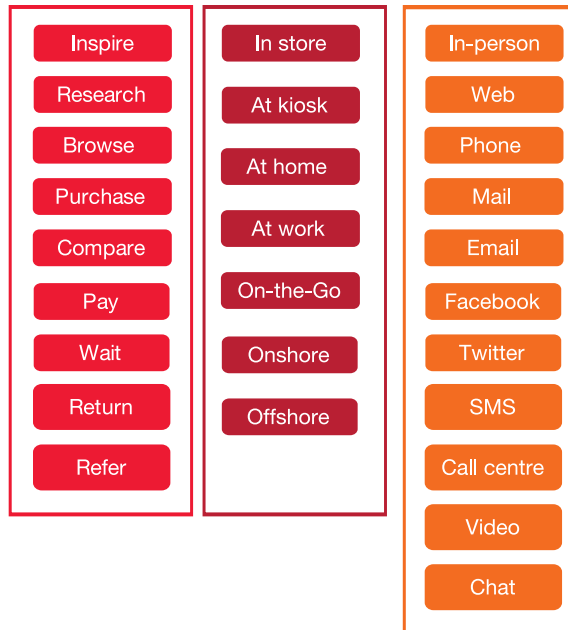 Inspire
Research
Browse
Purchase
Compare
Pay
Wait
Return
Refer
In store
At kiosk
At home
At work
On-the-Go
Onshore
Offshore
In-person
Web
Phone
Mail
Email
Facebook
Twitter
SMS
Call centre
Video
Chat